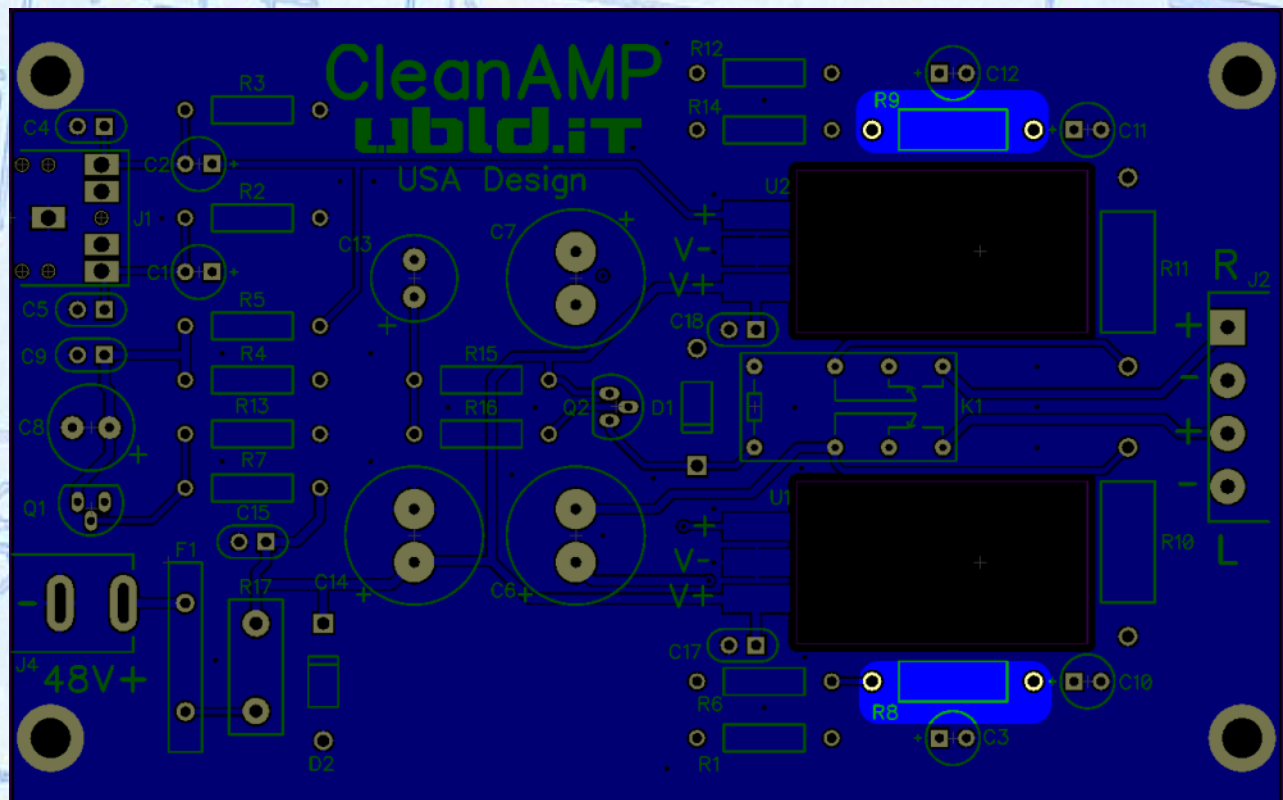 CleanAMP
ubld.it
USA Design
R12
C12
R14
R9
C11
R3
C4
C2
J1
R2
C1
C5
R5
C9
R4
R13
C8
R7
Q1
C15
F1
R17
C14
J4
48V+
-
D2
C13
C7
+
R15
R16
Q2
D1
C18
U2
+
V-
V+
K1
R11
R
J2
+
-
+
-
L
R10
U1
+
V-
V+
C6
C17
R6
R1
R8
C3
C10